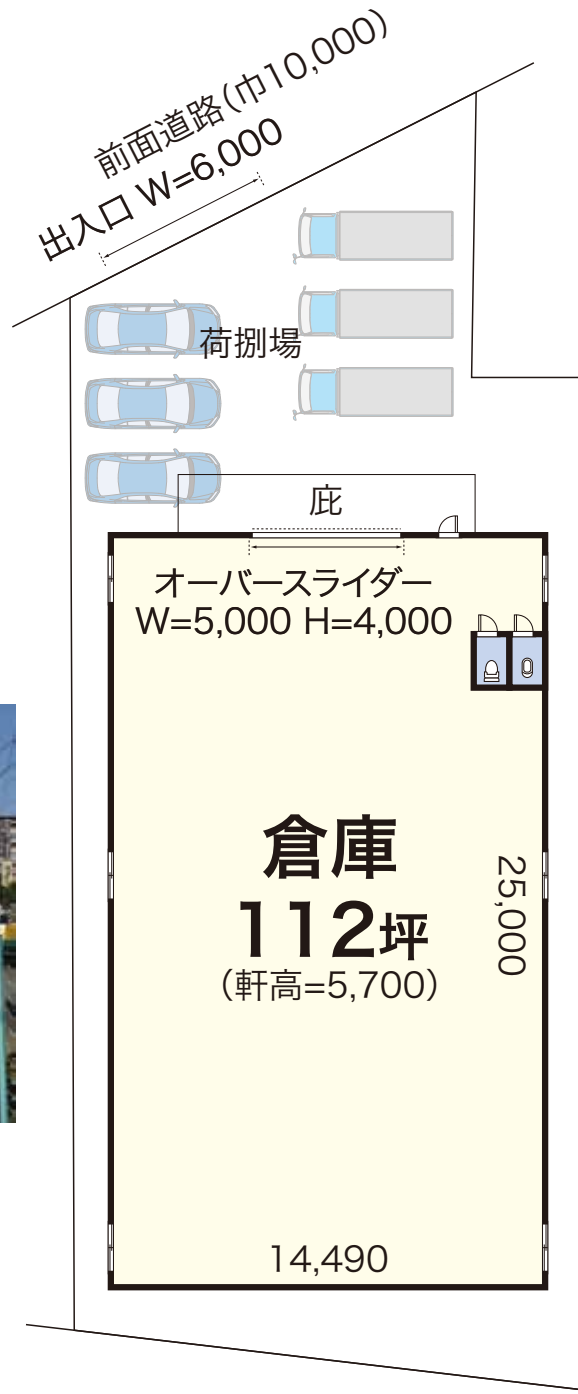 前面道路(巾10,000)
出入口 W=6,000
荷捌場
庇
オーバースライダー
W=5,000 H=4,000
倉庫
112坪
(軒高=5,700)
25,000
14,490